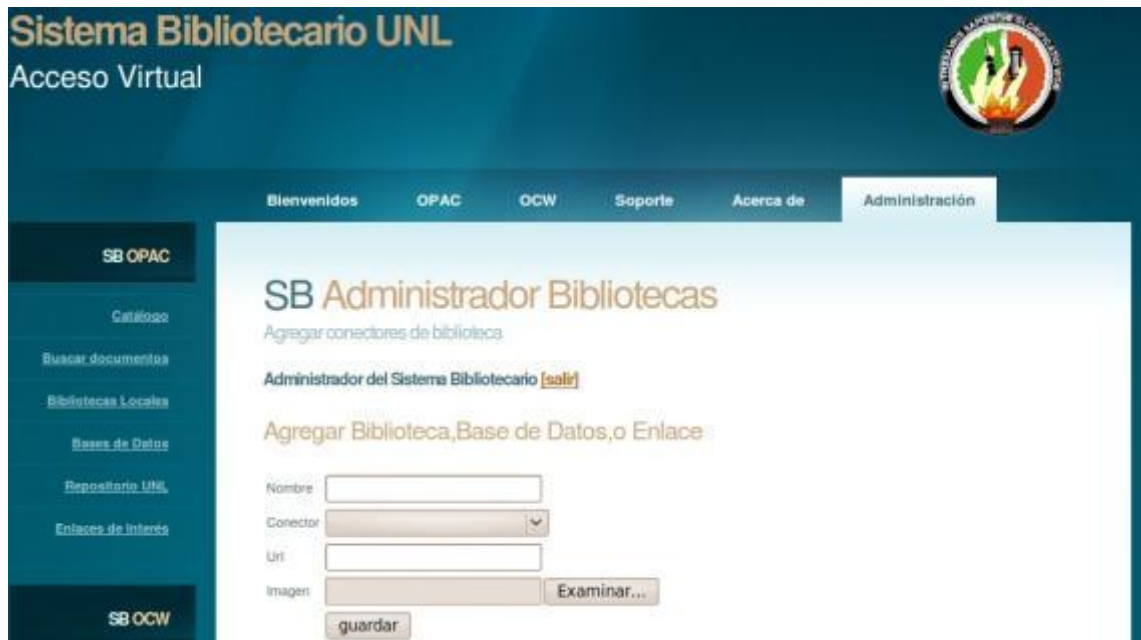 Sistema Bibliotecario UNL
Acceso Virtual
Bienvenidos OPAC OCW Soporte Acerca de Administración
SB OPAC
Catálogo
Buscar documentos
Bibliotecas Locales
Bases de Datos
Repositorio UNL
Enlaces de Interés
SB OCW
SB Administrador Bibliotecas
Agregar conectores de biblioteca
Administrador del Sistema Bibliotecario [salir]
Agregar Biblioteca,Base de Datos,o Enlace
Nombre
Conector
Url
Imagen Examinar...
guardar